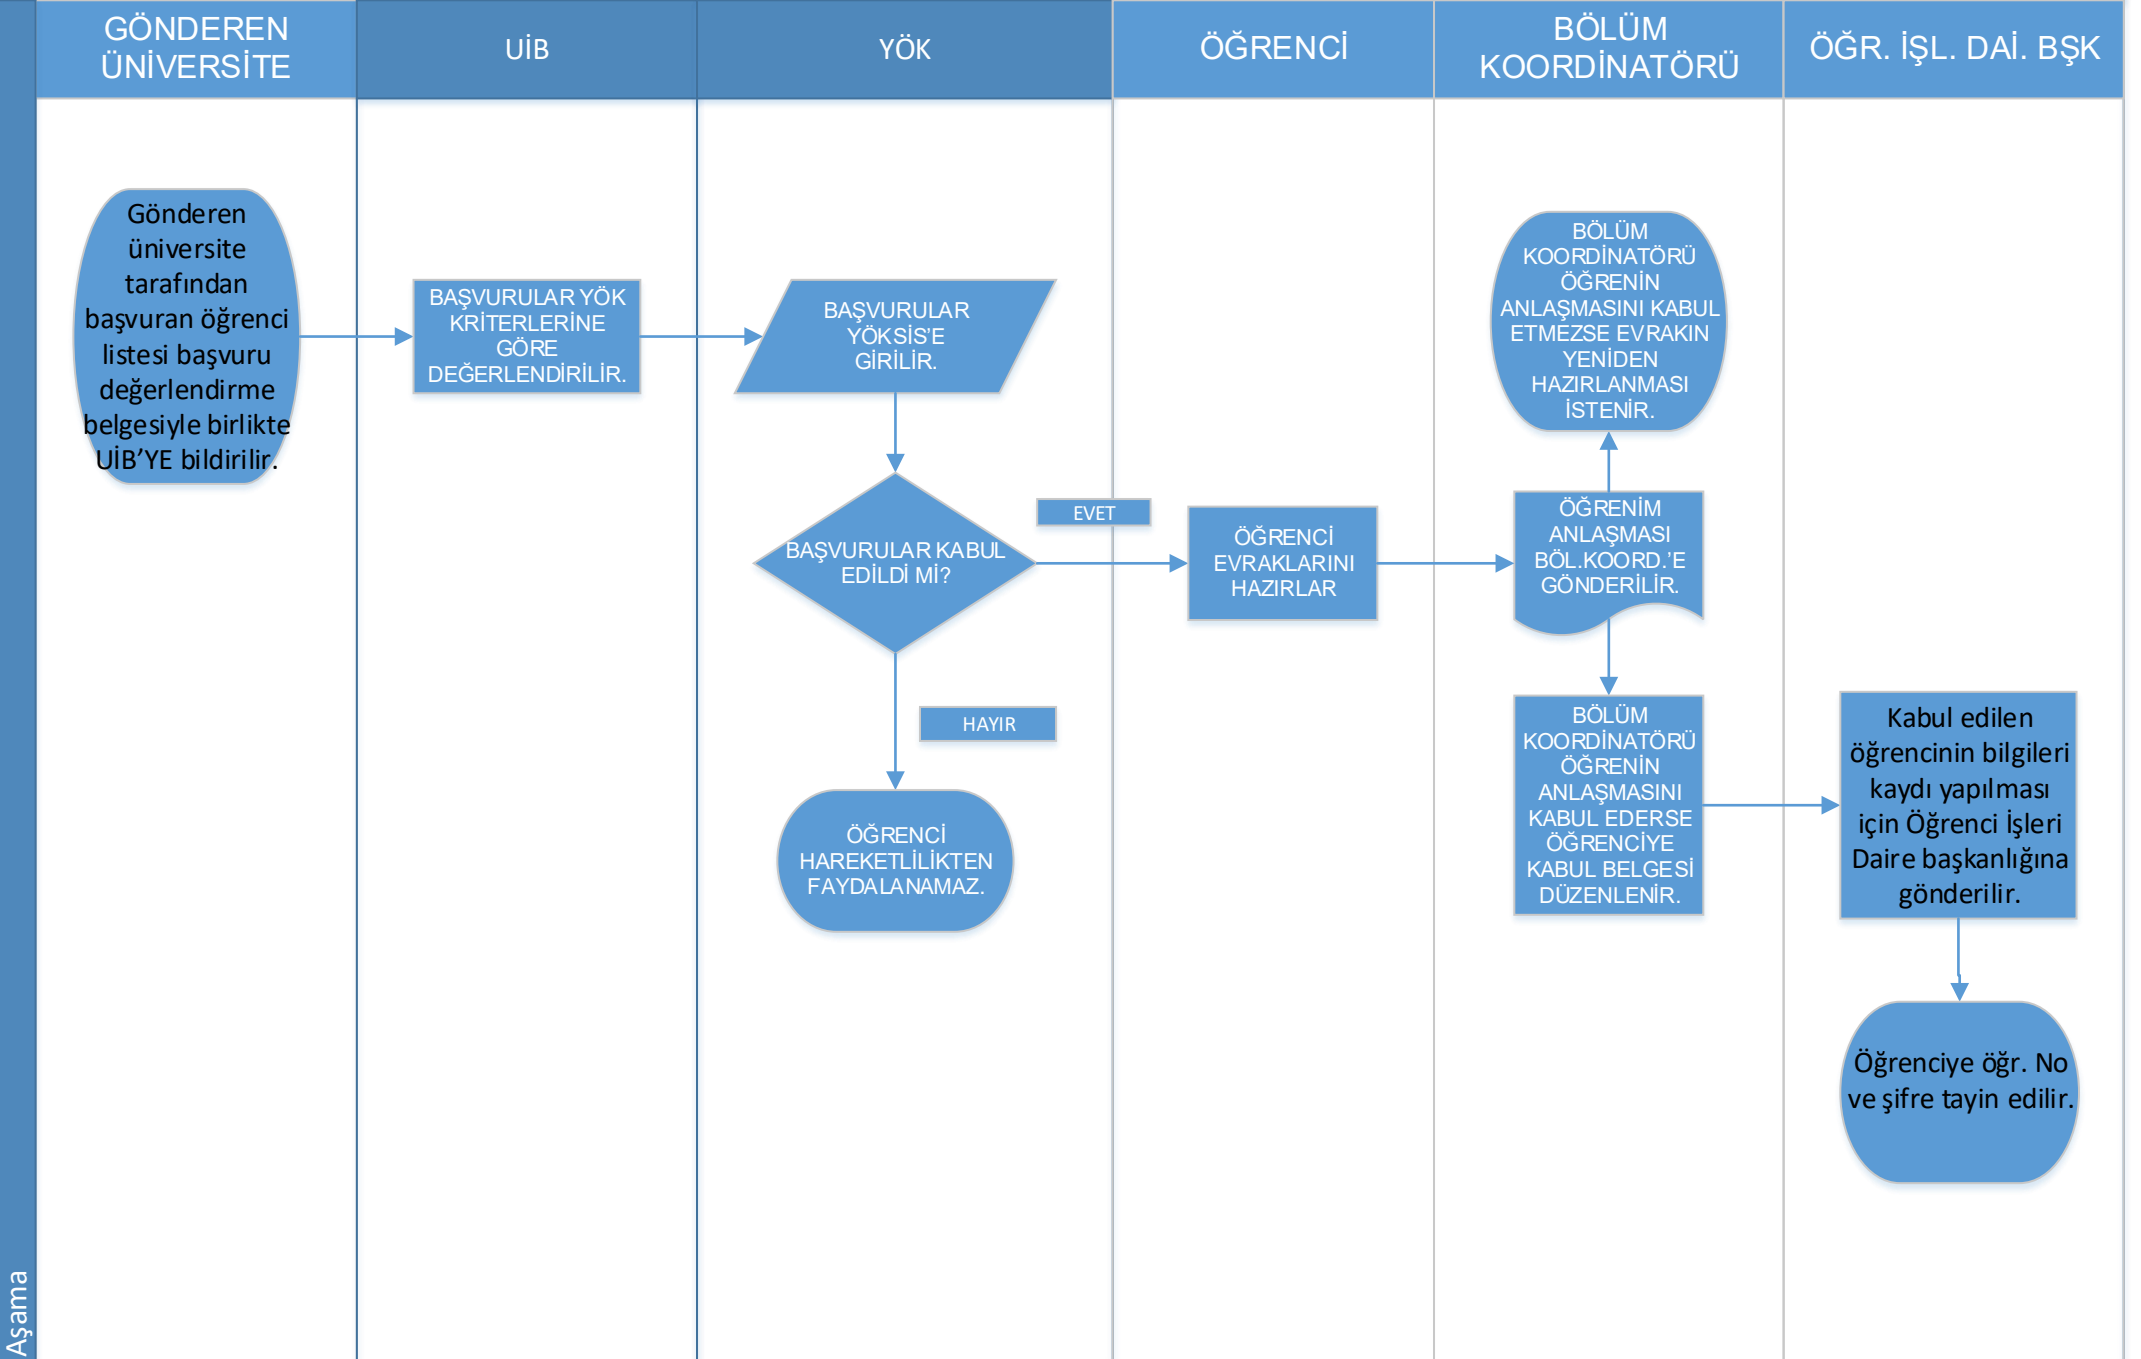 GÖNDEREN
ÜNİVERSİTE
UİB
YÖK
ÖĞRENCİ
BÖLÜM
KOORDİNATÖRÜ
ÖĞR. İŞL. DAİ. BŞK
Gönderen
üniversite
tarafından
başvuran öğrenci
listesi başvuru
değerlendirme
belgesiyle birlikte
UİB’YE bildirilir.
BAŞVURULAR YÖK
KRİTERLERİNE
GÖRE
DEĞERLENDİRİLİR.
BAŞVURULAR
YÖKSİS’E
GİRİLİR.
BAŞVURULAR KABUL
EDİLDİ Mİ?
EVET
HAYIR
ÖĞRENCİ
HAREKETLİLİKTEN
FAYDALANAMAZ.
ÖĞRENCİ
EVRAKLARINI
HAZIRLAR
BÖLÜM
KOORDİNATÖRÜ
ÖĞRENİN
ANLAŞMASINI KABUL
ETMEZSE EVRAKIN
YENİDEN
HAZIRLANMASI
İSTENİR.
ÖĞRENİM
ANLAŞMASI
BÖL.KOORD.’E
GÖNDERİLİR.
BÖLÜM
KOORDİNATÖRÜ
ÖĞRENİN
ANLAŞMASINI
KABUL EDERSE
ÖĞRENCİYE
KABUL BELGESİ
DÜZENLENİR.
Kabul edilen
öğrencinin bilgileri
kaydı yapılması
için Öğrenci İşleri
Daire başkanlığına
gönderilir.
Öğrenciye öğr. No
ve şifre tayin edilir.
Aşama